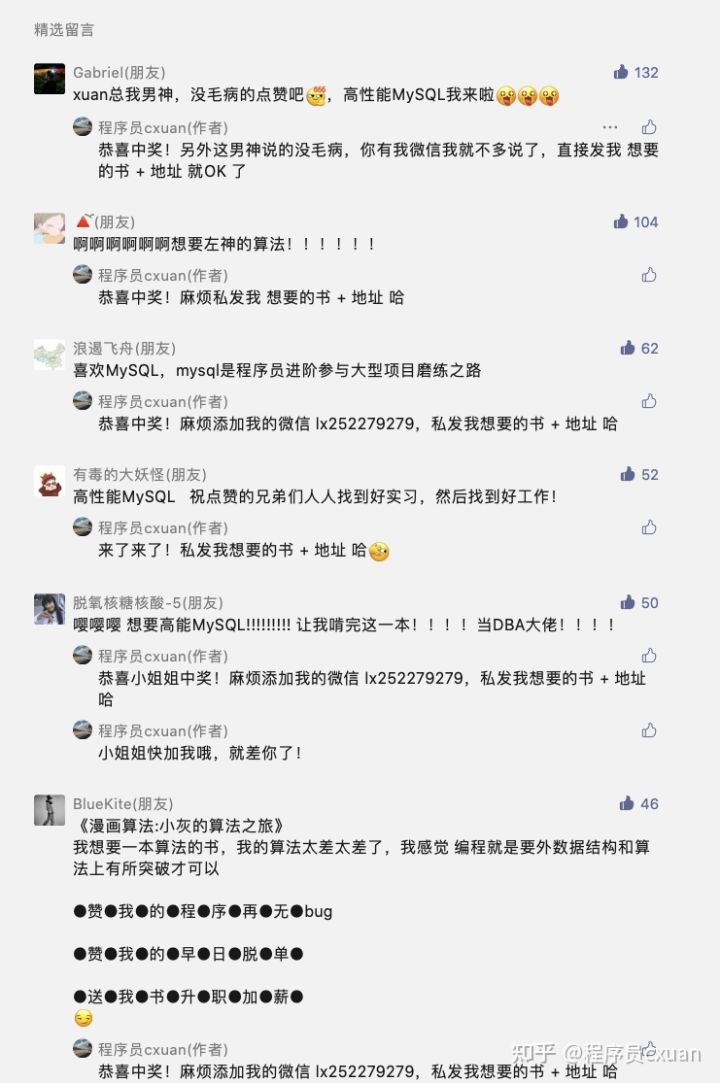 精选留言
Gabriel(朋友)
132
xuan总我男神，没毛病的点赞吧，高性能MySQL我来啦
程序员cxuan(作者)
恭喜中奖！另外这男神说的没毛病，你有我微信我就不多说了，直接发我 想要
的书 + 地址 就OK 了
(朋友)
104
啊啊啊啊啊啊想要左神的算法！！！！！！
程序员cxuan(作者)
恭喜中奖！麻烦私发我 想要的书 + 地址 哈
浪遏飞舟(朋友)
62
喜欢MySQL，mysql是程序员进阶参与大型项目磨练之路
程序员cxuan(作者)
恭喜中奖！麻烦添加我的微信 lx252279279，私发我想要的书 + 地址 哈
有毒的大妖怪(朋友)
52
高性能MySQL 祝点赞的兄弟们人人找到好实习，然后找到好工作！
程序员cxuan(作者)
来了来了！私发我想要的书 + 地址 哈
脱氧核糖核酸-5(朋友)
50
嘤嘤嘤 想要高能MySQL!!!!!!!!! 让我啃完这一本！！！！当DBA大佬！！！！
程序员cxuan(作者)
恭喜小姐姐中奖！麻烦添加我的微信 lx252279279，私发我想要的书 + 地址
哈
程序员cxuan(作者)
小姐姐快加我哦，就差你了！
BlueKite(朋友)
46
《漫画算法:小灰的算法之旅》
我想要一本算法的书，我的算法太差太差了，我感觉 编程就是要外数据结构和算
法上有所突破才可以
●赞●我●的●程●序●再●无●bug
●赞●我●的●早●日●脱●单●
●送●我●书●升●职●加●薪●
程序员cxuan(作者)
恭喜中奖！麻烦添加我的微信 lx252279279，私发我想要的书 + 地址 哈
知乎 @程序员cxuan